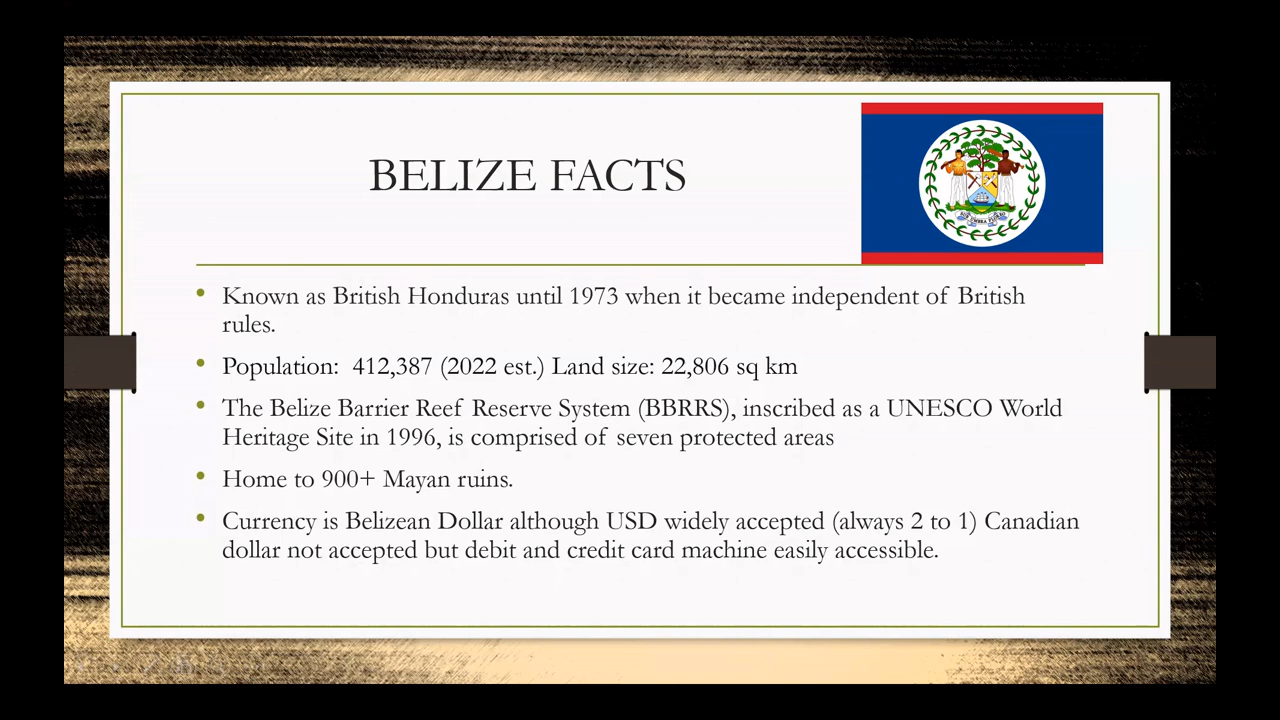 BELIZE FACTS
• Known as British Honduras until 1973 when it became independent of British
rules.
• Population: 412,387 (2022 est.) Land size: 22,806 sq km
• The Belize Barrier Reef Reserve System (BBRRS), inscribed as a UNESCO World
Heritage Site in 1996, is comprised of seven protected areas
• Home to 900+ Mayan ruins.
• Currency is Belizean Dollar although USD widely accepted (always 2 to 1) Canadian
dollar not accepted but debit and credit card machine easily accessible.